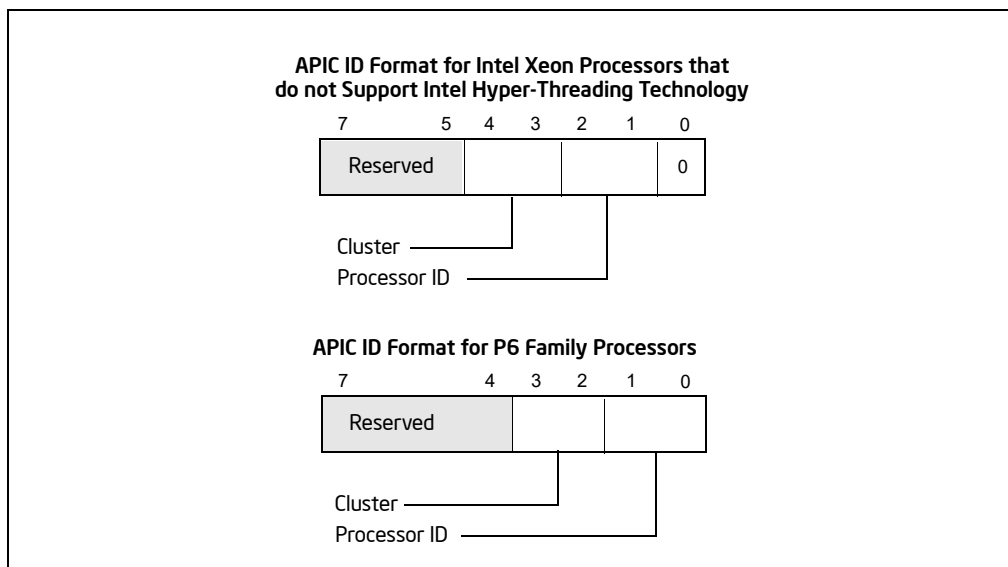 APIC ID Format for Intel Xeon Processors that
do not Support Intel Hyper-Threading Technology
7 5 4 3 2 1 0
Reserved 0
Cluster
Processor ID
APIC ID Format for P6 Family Processors
7 4 3 2 1 0
Reserved
Cluster
Processor ID